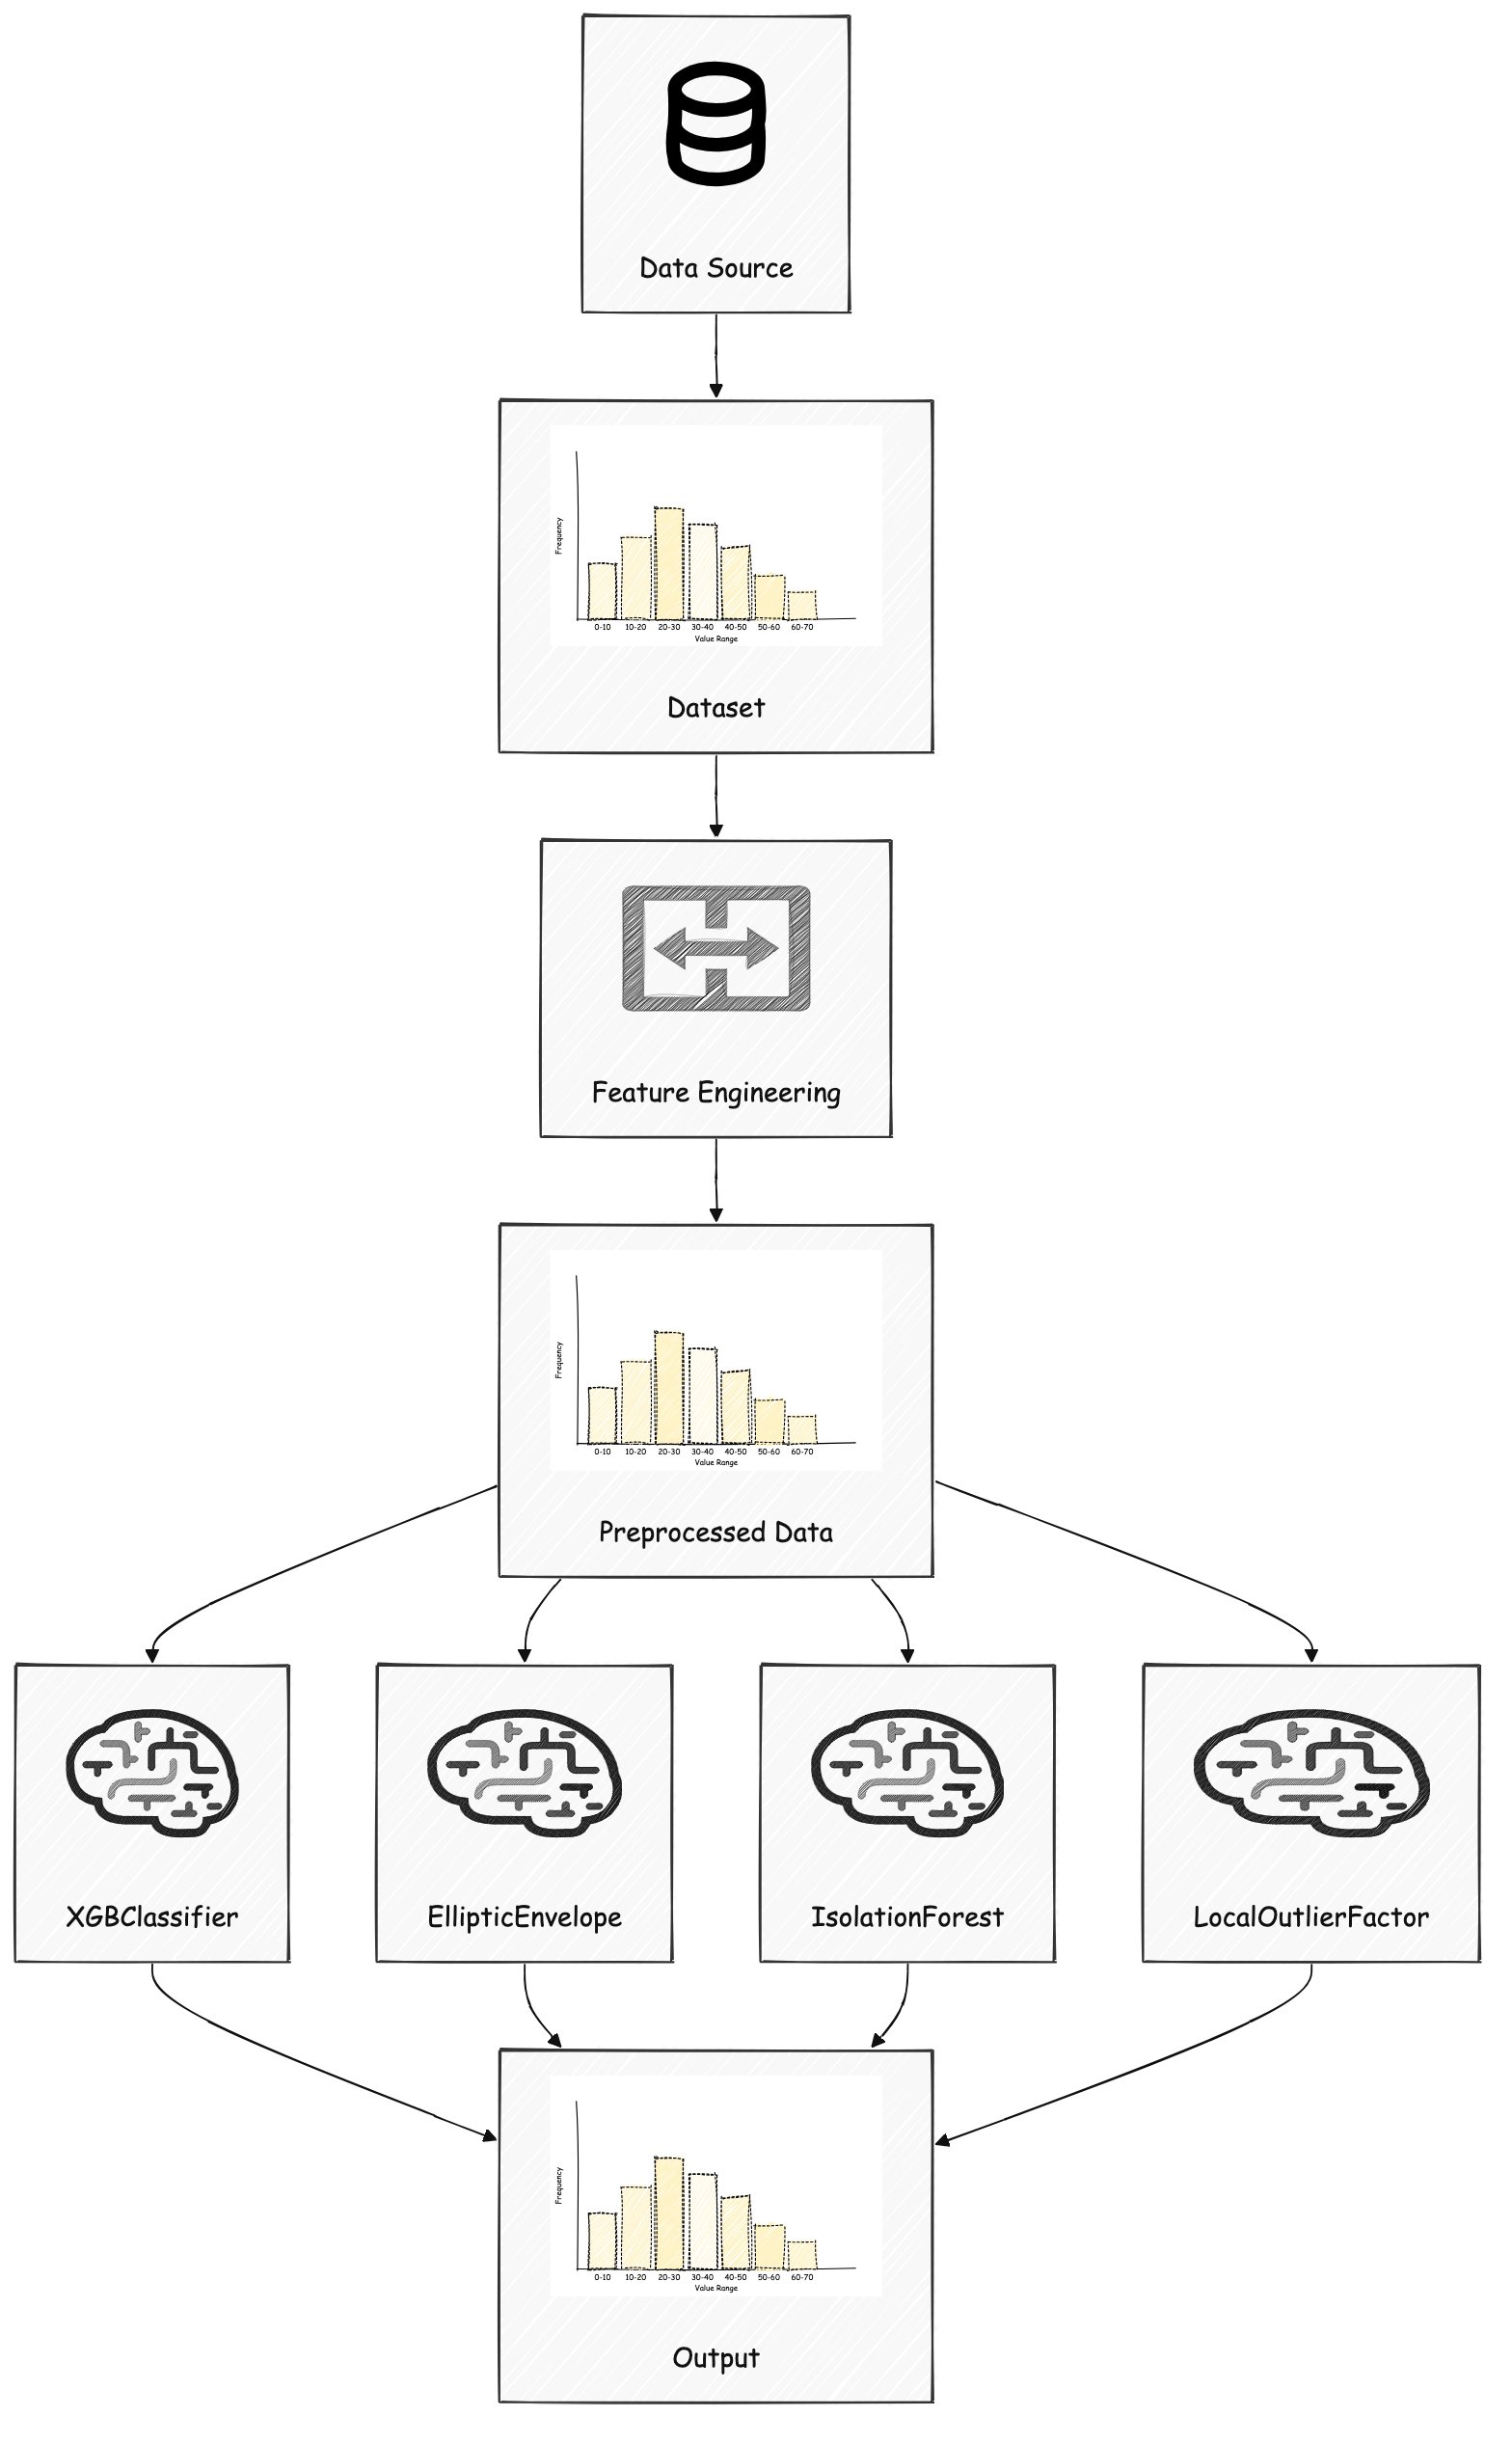 Data Source
Frequency
0-10 10-20 20-30 30-40 40-50 50-60 60-70
Value Range
Dataset
Feature Engineering
Frequency
0-10 10-20 20-30 30-40 40-50 50-60 60-70
Value Range
Preprocessed Data
XGBClassifier
EllipticEnvelope
IsolationForest
LocalOutlierFactor
Frequency
0-10 10-20 20-30 30-40 40-50 50-60 60-70
Value Range
Output